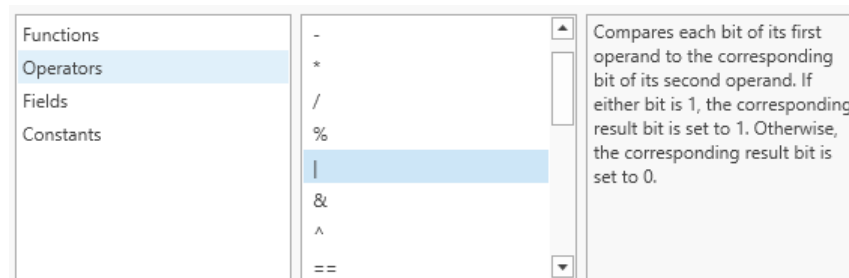 Functions
Operators
Fields
Constants
-
*
/
%
|
&
^
==
Compares each bit of its first
operand to the corresponding
bit of its second operand. If
either bit is 1, the corresponding
result bit is set to 1. Otherwise,
the corresponding result bit is
set to 0.